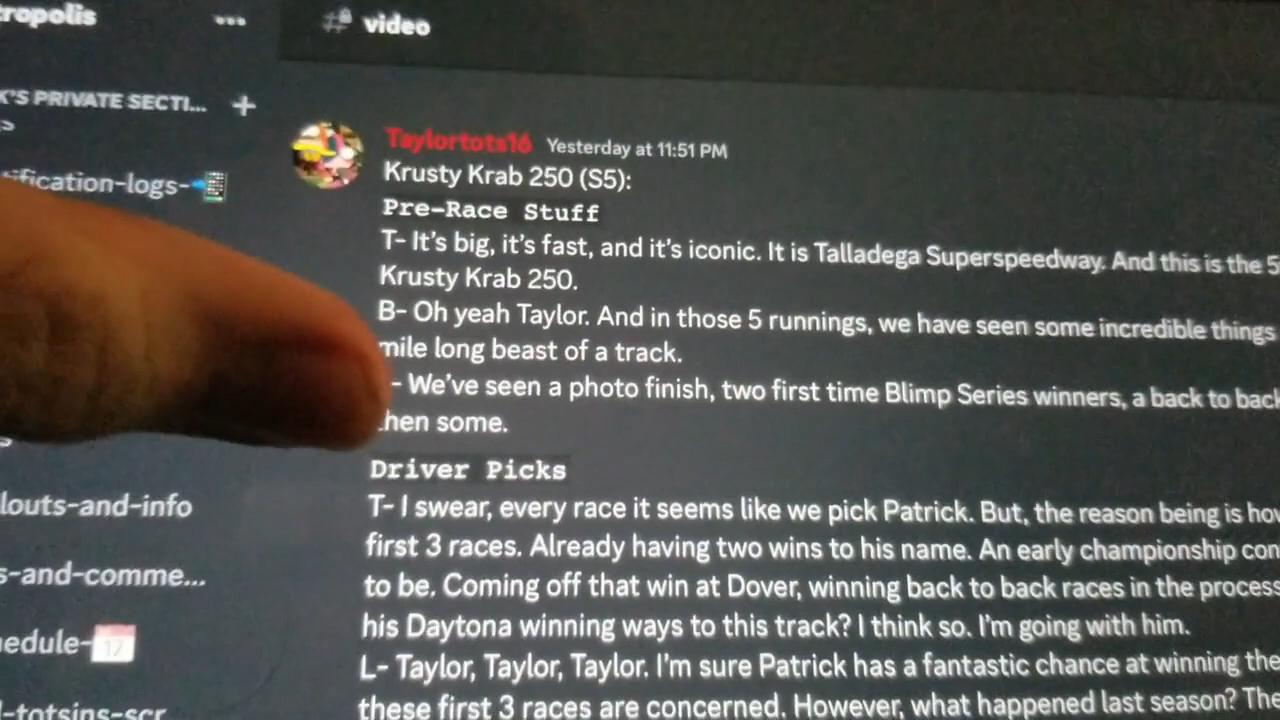 tropolis
video
K'S PRIVATE SECTI...
Taylortots16 Yesterday at 11:51 PM
Krusty Krab 250 (S5):
tification-logs-
Pre-Race Stuff
T- It's big, it's fast, and it's iconic. It is Talladega Superspeedway. And this is the 5
Krusty Krab 250.
B- Oh yeah Taylor. And in those 5 runnings, we have seen some incredible things
mile long beast of a track.
- We've seen a photo finish, two first time Blimp Series winners, a back to back
then some.
Driver Picks
louts-and-info
T- I swear, every race it seems like we pick Patrick. But, the reason being is how
first 3 races. Already having two wins to his name. An early championship con
s-and-comme...
to be. Coming off that win at Dover, winning back to back races in the process
his Daytona winning ways to this track? I think so. I'm going with him.
hedule- 17
L- Taylor, Taylor, Taylor. I'm sure Patrick has a fantastic chance at winning the
these first 3 races are concerned. However, what happened last season? The
-totsins-scr